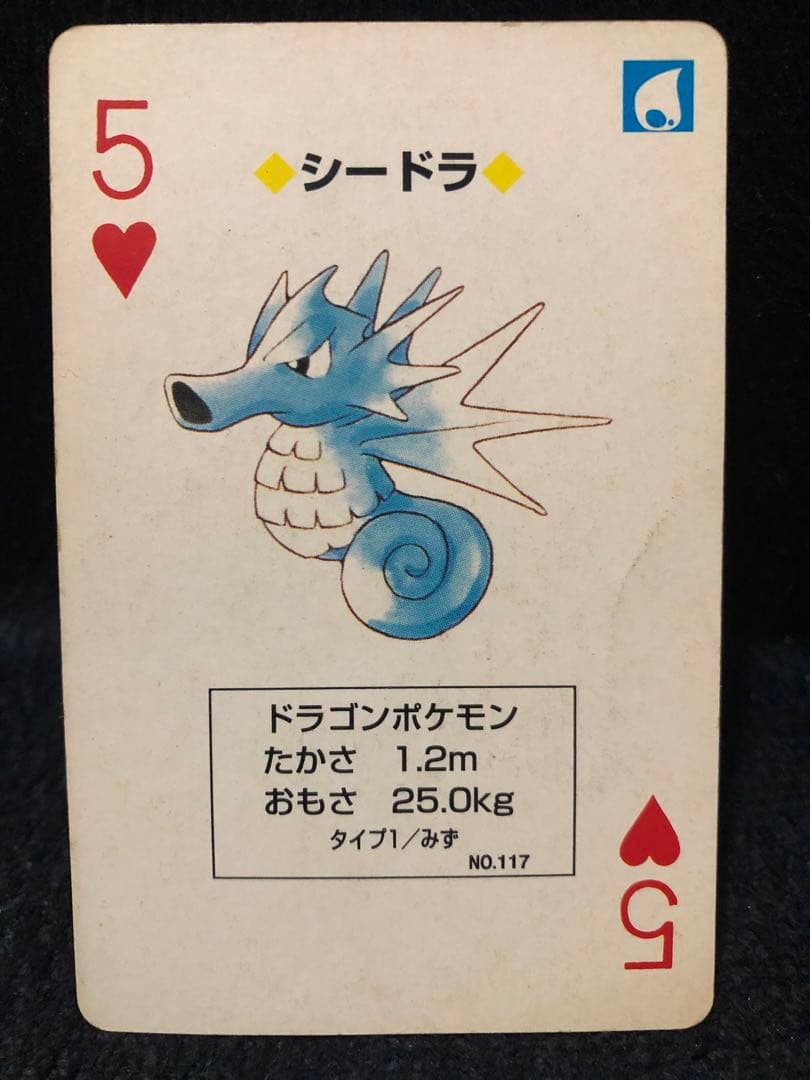 5
シードラ
ドラゴンポケモン
たかさ 1.2m
おもさ 25.0kg
タイプ1/みず
NO.117
5